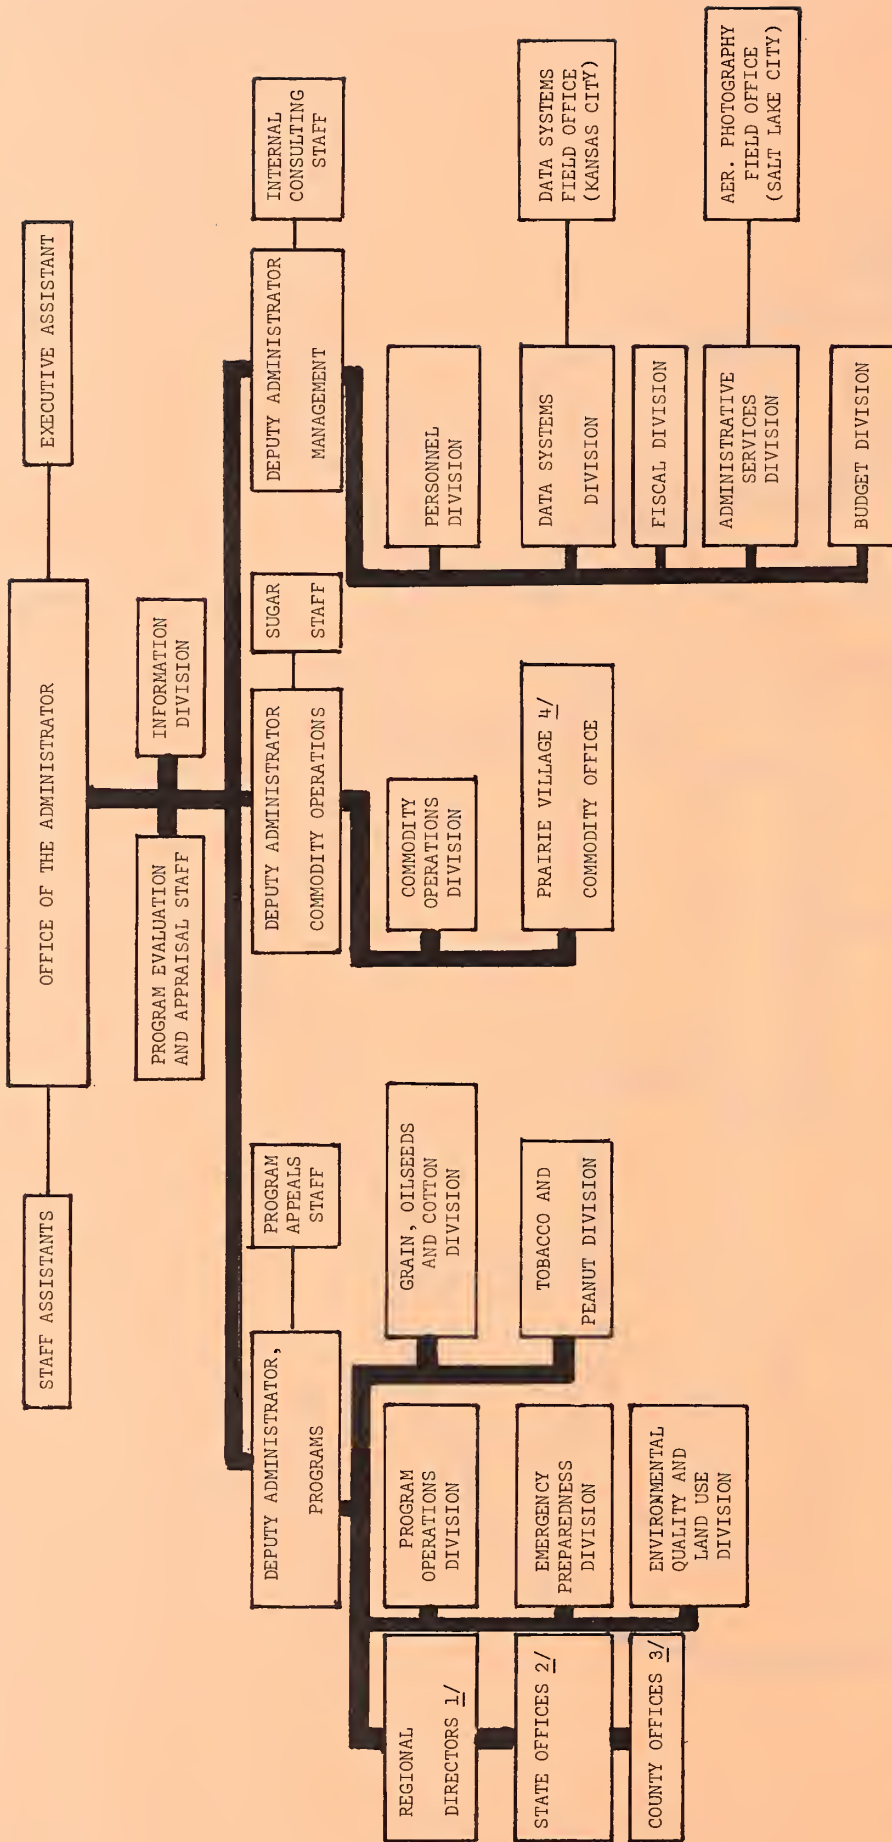 STAFF ASSISTANTS
OFFICE OF THE ADMINISTRATOR
EXECUTIVE ASSISTANT
PROGRAM EVALUATION
AND APPRAISAL STAFF
INFORMATION
DIVISION
DEPUTY ADMINISTRATOR,
PROGRAMS
PROGRAM
APPEALS
STAFF
DEPUTY ADMINISTRATOR
COMMODITY OPERATIONS
SUGAR
STAFF
DEPUTY ADMINISTRATOR
MANAGEMENT
INTERNAL
CONSULTING
STAFF
REGIONAL
DIRECTORS 1/
STATE OFFICES 2/
COUNTY OFFICES 3/
PROGRAM
OPERATIONS
DIVISION
EMERGENCY
PREPAREDNESS
DIVISION
ENVIRONMENTAL
QUALITY AND
LAND USE
DIVISION
GRAIN, OILSEEDS
AND COTTON
DIVISION
TOBACCO AND
PEANUT DIVISION
COMMODITY
OPERATIONS
DIVISION
PRAIRIE VILLAGE 4/
COMMODITY OFFICE
PERSONNEL
DIVISION
DATA SYSTEMS
DIVISION
DATA SYSTEMS
FIELD OFFICE
(KANSAS CITY)
FISCAL DIVISION
ADMINISTRATIVE
SERVICES
DIVISION
AER. PHOTOGRAPHY
FIELD OFFICE
(SALT LAKE CITY)
BUDGET DIVISION